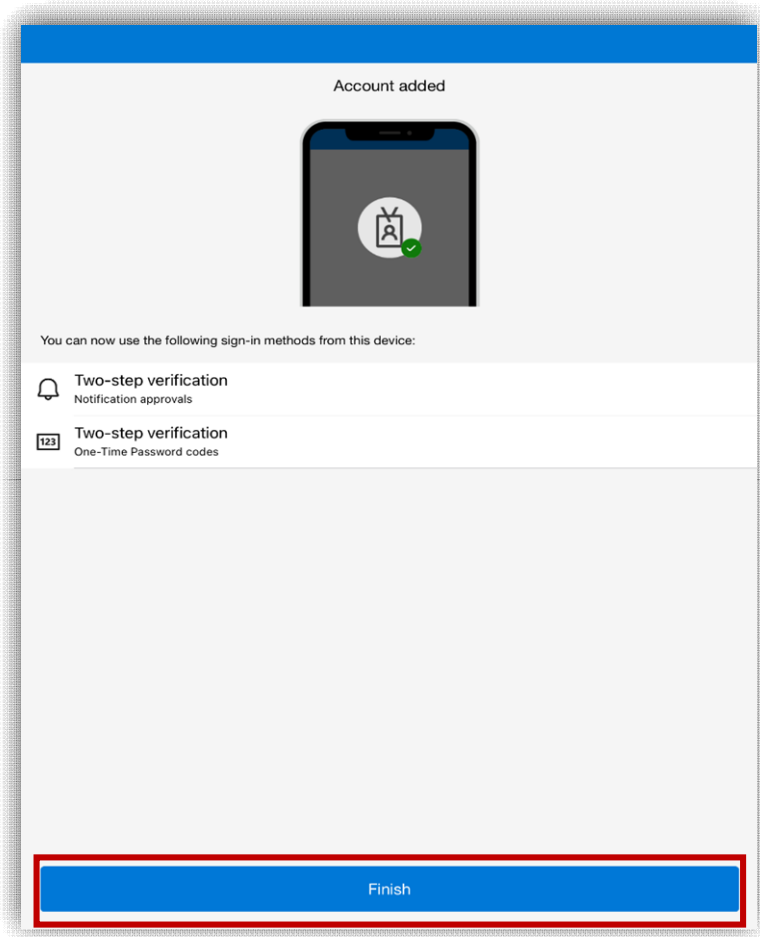 Account added
You can now use the following sign-in methods from this device:
Two-step verification
Notification approvals
123
Two-step verification
One-Time Password codes
Finish